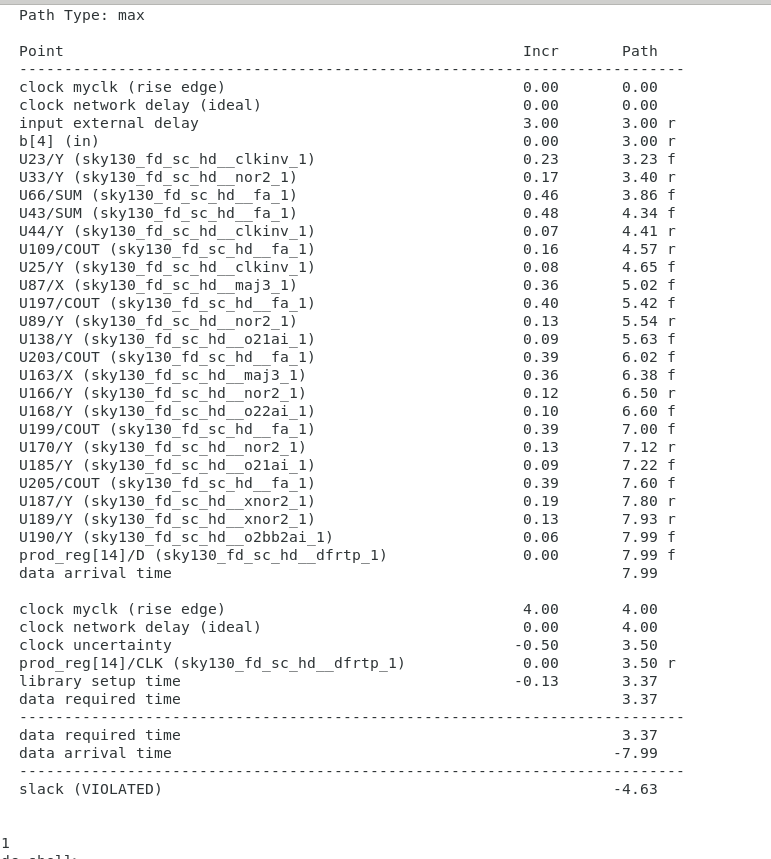 Path Type: max
Point Incr Path
---------------------------------------------------------------------------
clock myclk (rise edge) 0.00 0.00
clock network delay (ideal) 0.00 0.00
input external delay 3.00 3.00 r
b[4] (in) 0.00 3.00 r
U23/Y (sky130_fd_sc_hd__clkinv_1) 0.23 3.23 f
U33/Y (sky130_fd_sc_hd__nor2_1) 0.17 3.40 r
U66/SUM (sky130_fd_sc_hd__fa_1) 0.46 3.86 f
U43/SUM (sky130_fd_sc_hd__fa_1) 0.48 4.34 f
U44/Y (sky130_fd_sc_hd__clkinv_1) 0.07 4.41 r
U109/COUT (sky130_fd_sc_hd__fa_1) 0.16 4.57 r
U25/Y (sky130_fd_sc_hd__clkinv_1) 0.08 4.65 f
U87/X (sky130_fd_sc_hd__maj3_1) 0.36 5.02 f
U197/COUT (sky130_fd_sc_hd__fa_1) 0.40 5.42 f
U89/Y (sky130_fd_sc_hd__nor2_1) 0.13 5.54 r
U138/Y (sky130_fd_sc_hd__o21ai_1) 0.09 5.63 f
U203/COUT (sky130_fd_sc_hd__fa_1) 0.39 6.02 f
U163/X (sky130_fd_sc_hd__maj3_1) 0.36 6.38 f
U166/Y (sky130_fd_sc_hd__nor2_1) 0.12 6.50 r
U168/Y (sky130_fd_sc_hd__o22ai_1) 0.10 6.60 f
U199/COUT (sky130_fd_sc_hd__fa_1) 0.39 7.00 f
U170/Y (sky130_fd_sc_hd__nor2_1) 0.13 7.12 r
U185/Y (sky130_fd_sc_hd__o21ai_1) 0.09 7.22 f
U205/COUT (sky130_fd_sc_hd__fa_1) 0.39 7.60 f
U187/Y (sky130_fd_sc_hd__xnor2_1) 0.19 7.80 r
U189/Y (sky130_fd_sc_hd__xnor2_1) 0.13 7.93 r
U190/Y (sky130_fd_sc_hd__o2bb2ai_1) 0.06 7.99 f
prod_reg[14]/D (sky130_fd_sc_hd__dfrtp_1) 0.00 7.99 f
data arrival time 7.99
clock myclk (rise edge) 4.00 4.00
clock network delay (ideal) 0.00 4.00
clock uncertainty -0.50 3.50
prod_reg[14]/CLK (sky130_fd_sc_hd__dfrtp_1) 0.00 3.50 r
library setup time -0.13 3.37
data required time 3.37
---------------------------------------------------------------------------
data required time 3.37
data arrival time -7.99
---------------------------------------------------------------------------
slack (VIOLATED) -4.63
1